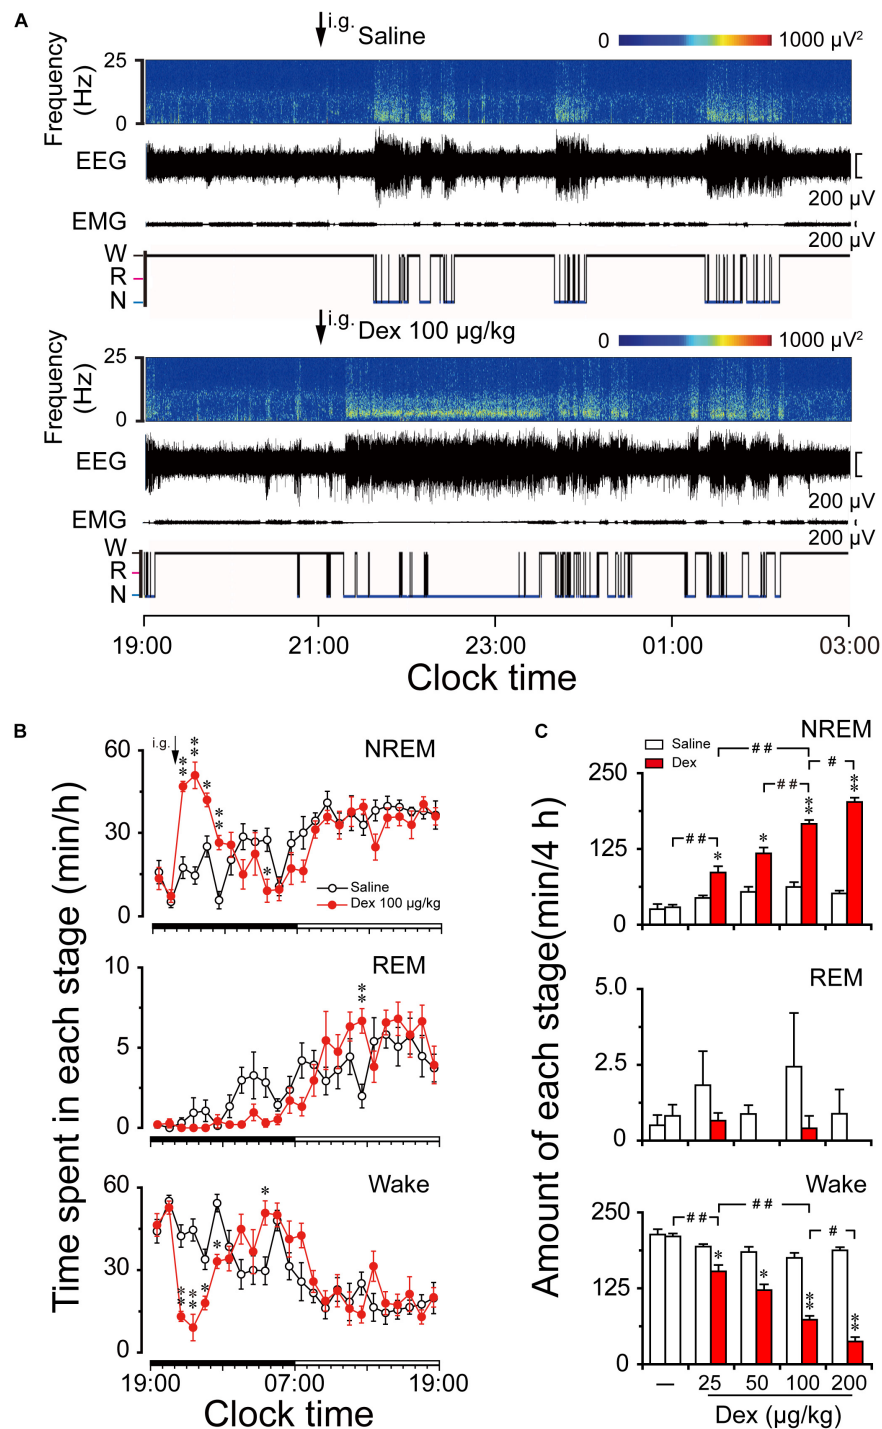 A
i.g. Saline
0 1000 µV2
Frequency (Hz)
25
0
EEG
200 µV
EMG
200 µV
W
R
N
i.g. Dex 100 µg/kg
0 1000 µV2
Frequency (Hz)
25
0
EEG
200 µV
EMG
200 µV
W
R
N
19:00 21:00 23:00 01:00 03:00
Clock time
B
Time spent in each stage (min/h)
i.g.
NREM
60
30
0
** ** * ** *
Saline
Dex 100 µg/kg
REM
10
5
0
**
Wake
60
30
0
** ** * * *
19:00 07:00 19:00
Clock time
C
Amount of each stage(min/4 h)
NREM
Saline
Dex
250
125
0
## ## ## #
* * ** **
REM
5.0
2.5
0
Wake
250
125
0
## ## #
* * ** **
— 25 50 100 200
Dex (µg/kg)